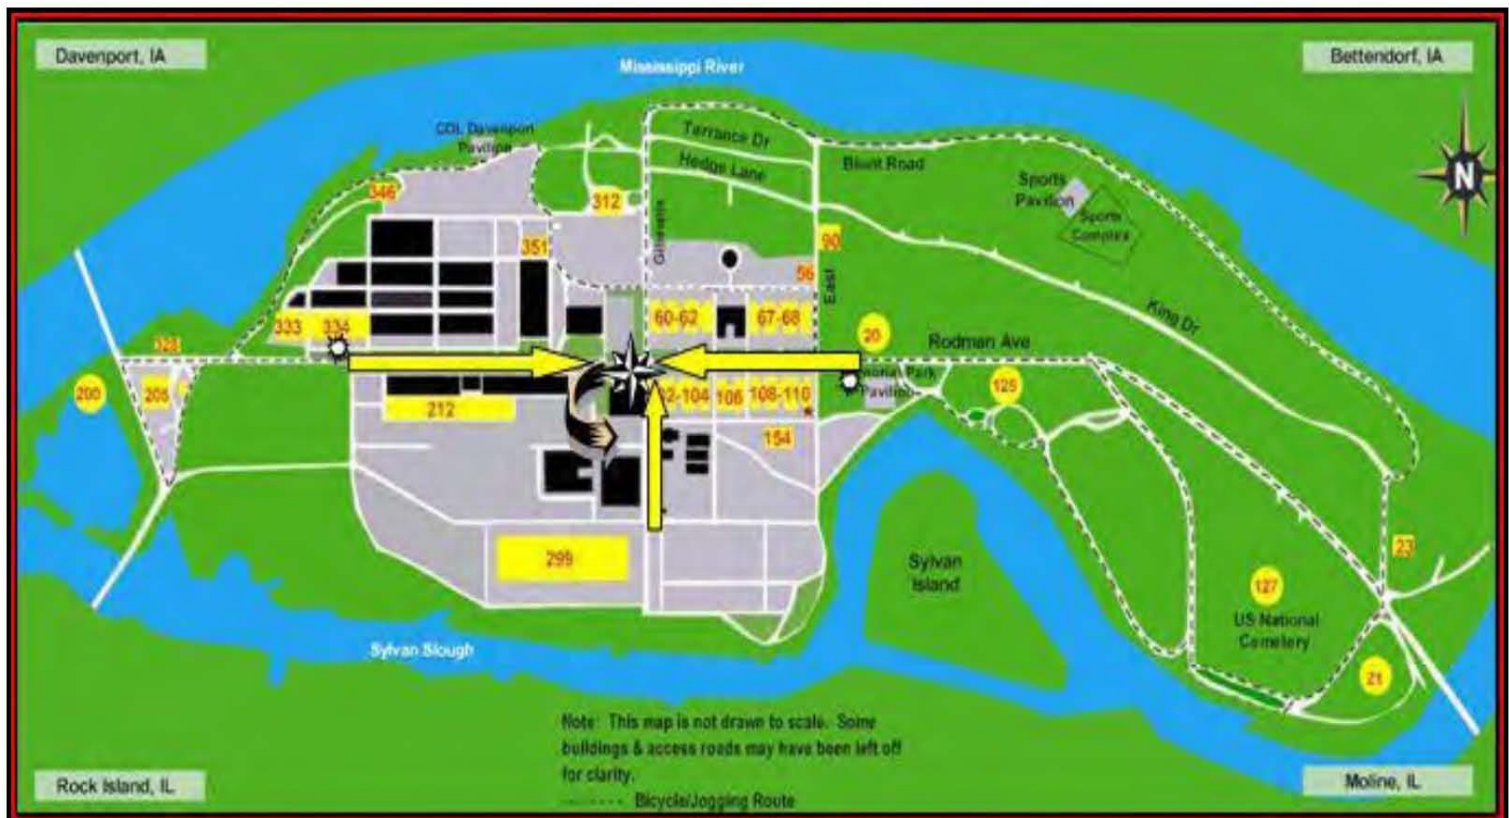 Davenport, IA
Bettendorf, IA
Mississippi River
COL Davenport
Pavilion
Terrance Dr
Hedge Lane
Blunt Road
N
Sports
Pavilion
Sports
Complex
346
312
351
Gillespie
90
56
East
King Dr
333
334
60-62
67-68
20
328
Rodman Ave
200
205
212
-104
106
108-110
Park
Pavilion
125
154
299
Sylvan
Island
23
127
US National
Cemetery
21
Sylvan Slough
Note: This map is not drawn to scale. Some
buildings & access roads may have been left off
for clarity.
------- Bicycle/Jogging Route
Rock Island, IL
Moline, IL